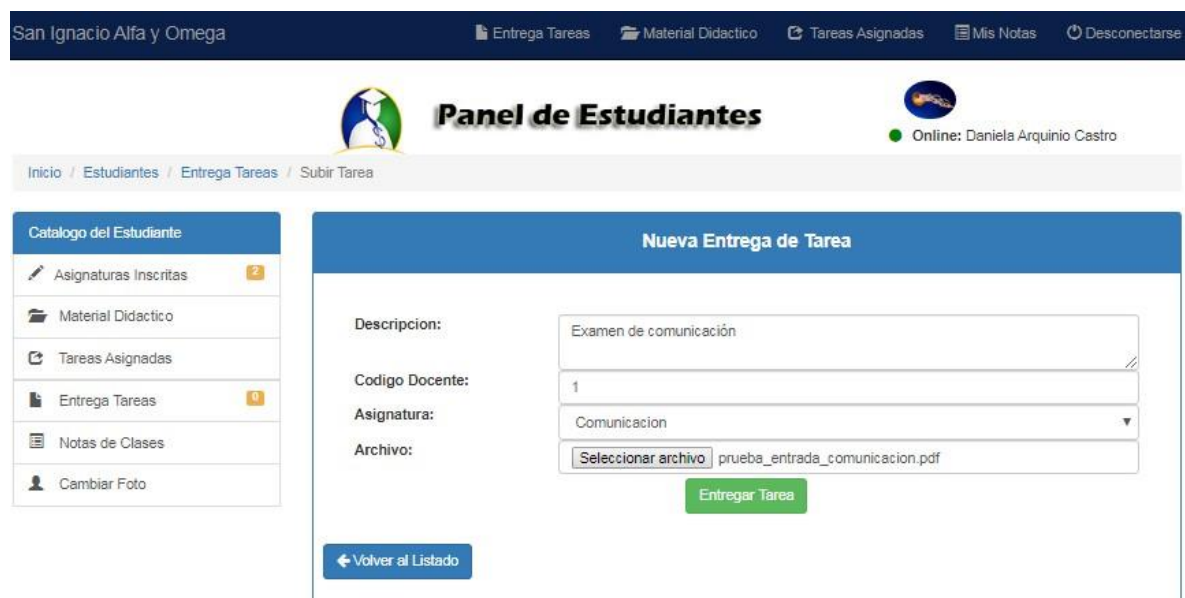 San Ignacio Alfa y Omega
Entrega Tareas
Material Didactico
Tareas Asignadas
Mis Notas
Desconectarse
Panel de Estudiantes
Online: Daniela Arquinio Castro
Inicio / Estudiantes / Entrega Tareas / Subir Tarea
Catalogo del Estudiante
Asignaturas Inscritas 2
Material Didactico
Tareas Asignadas
Entrega Tareas 0
Notas de Clases
Cambiar Foto
Nueva Entrega de Tarea
Descripcion: Examen de comunicación
Codigo Docente: 1
Asignatura: Comunicacion
Archivo: Seleccionar archivo prueba_entrada_comunicacion.pdf
Entregar Tarea
Volver al Listado